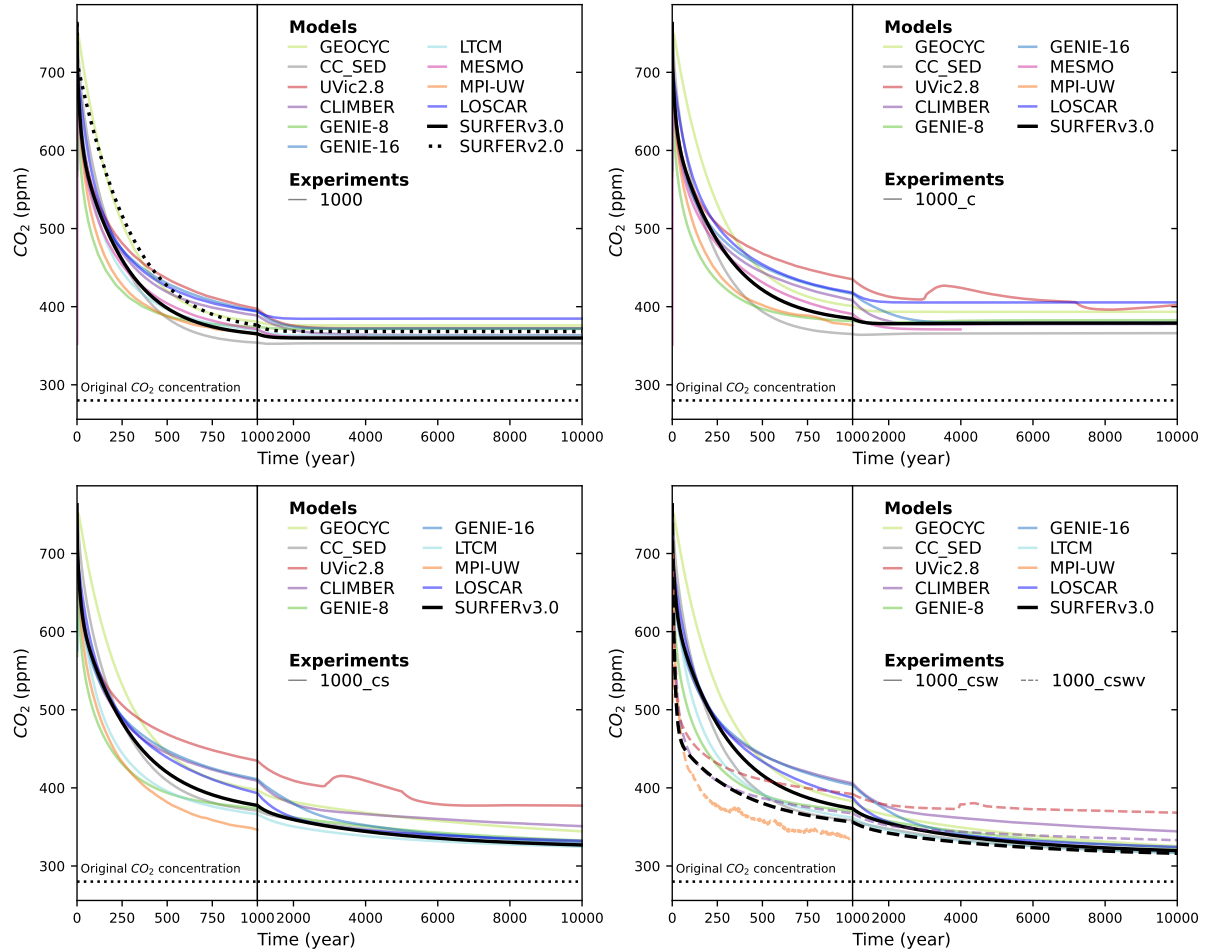 Models
GEOCYC LTCM
CC_SED MESMO
UVic2.8 MPI-UW
CLIMBER LOSCAR
GENIE-8 SURFERv3.0
GENIE-16 SURFERv2.0
Experiments
1000
700
600
500
400
300
CO2 (ppm)
Original CO2 concentration
0 250 500 750 1000 2000 4000 6000 8000 10000
Time (year)
Models
GEOCYC GENIE-16
CC_SED MESMO
UVic2.8 MPI-UW
CLIMBER LOSCAR
GENIE-8 SURFERv3.0
Experiments
1000_c
700
600
500
400
300
CO2 (ppm)
Original CO2 concentration
0 250 500 750 1000 2000 4000 6000 8000 10000
Time (year)
Models
GEOCYC GENIE-16
CC_SED LTCM
UVic2.8 MPI-UW
CLIMBER LOSCAR
GENIE-8 SURFERv3.0
Experiments
1000_cs
700
600
500
400
300
CO2 (ppm)
Original CO2 concentration
0 250 500 750 1000 2000 4000 6000 8000 10000
Time (year)
Models
GEOCYC GENIE-16
CC_SED LTCM
UVic2.8 MPI-UW
CLIMBER LOSCAR
GENIE-8 SURFERv3.0
Experiments
1000_csw 1000_cswv
700
600
500
400
300
CO2 (ppm)
Original CO2 concentration
0 250 500 750 1000 2000 4000 6000 8000 10000
Time (year)